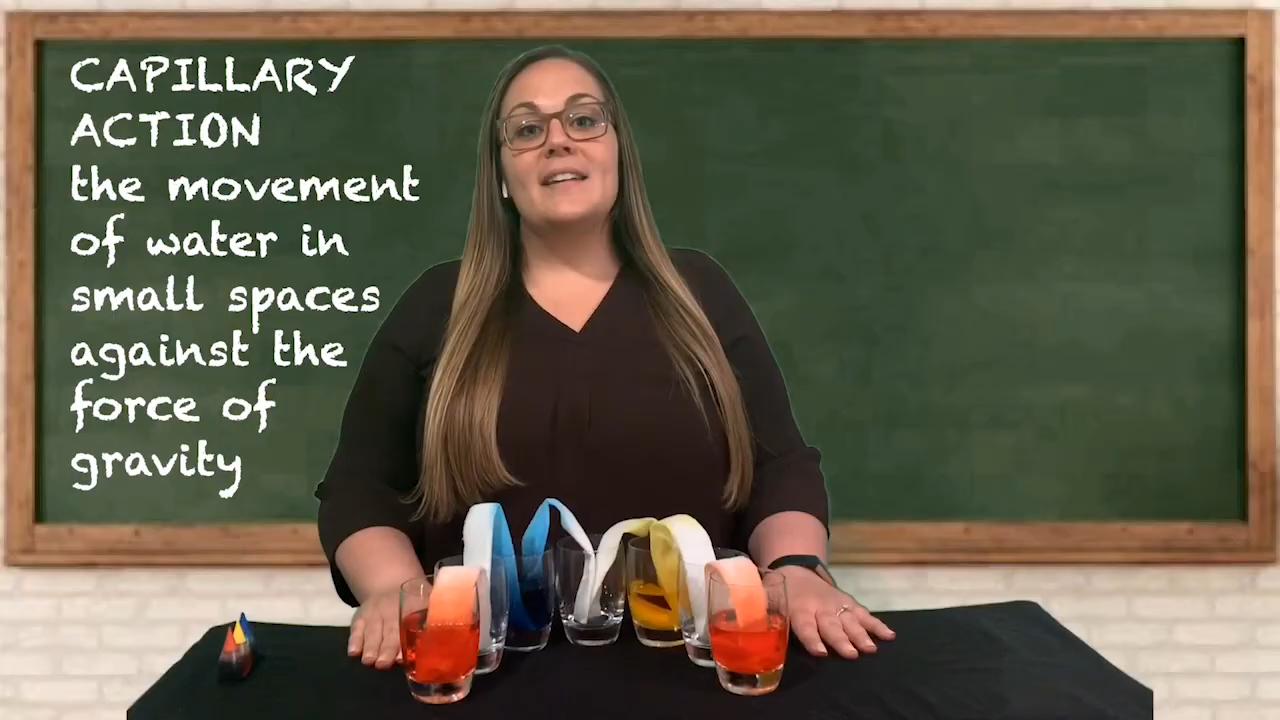 CAPILLARY
ACTION
the movement
of water in
small spaces
against the
force of
gravity